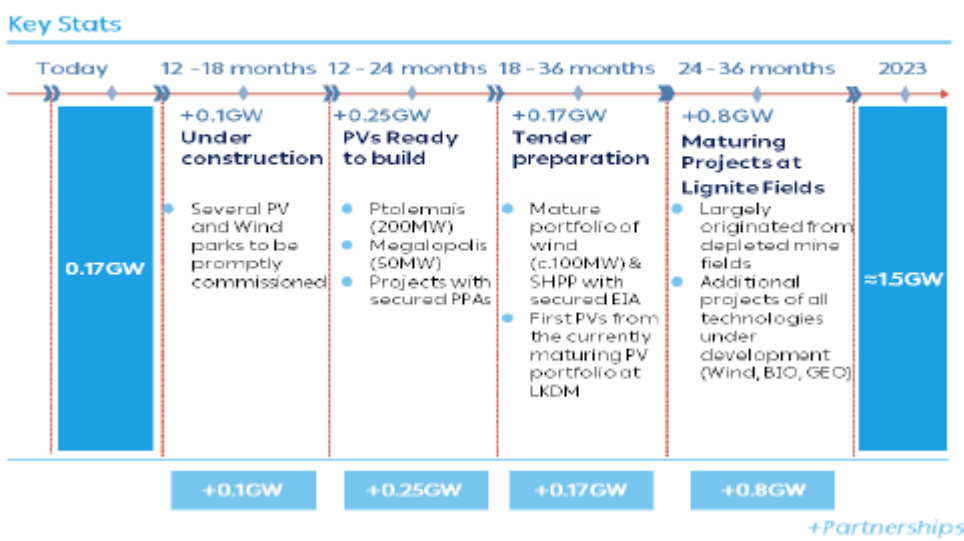 Key Stats
Today
12 -18 months
12 - 24 months
18 - 36 months
24 - 36 months
2023
0.17GW
+0.1GW
Under
construction
Several PV
and Wind
parks to be
promptly
commissioned
+0.25GW
PVs Ready
to build
Ptolemais
(200MW)
Megalopolis
(50MW)
Projects with
secured PPAs
+0.17GW
Tender
preparation
Mature
portfolio of
wind
(c.100MW) &
SHPP with
secured EIA
First PVs from
the currently
maturing PV
portfolio at
LKDM
+0.8GW
Maturing
Projects at
Lignite Fields
Largely
originated from
depleted mine
fields
Additional
projects of all
technologies
under
development
(Wind, BIO, GEO)
≈1.5GW
+0.1GW
+0.25GW
+0.17GW
+0.8GW
+Partnerships